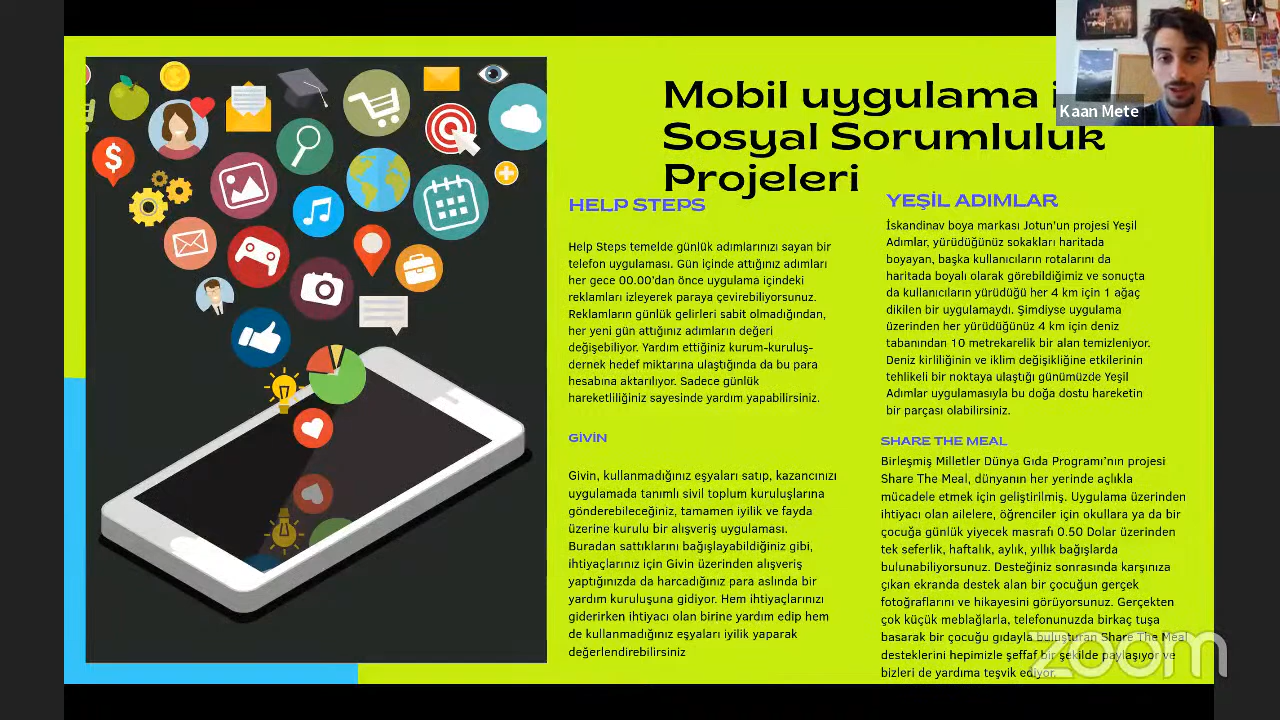 Mobil uygulama
Sosyal Sorumluluk
Projeleri
HELP STEPS
Help Steps temelde günlük adımlarınızı sayan bir
telefon uygulaması. Gün içinde attığınız adımları
her gece 00.00'dan önce uygulama içindeki
reklamları izleyerek paraya çevirebiliyorsunuz.
Reklamların günlük gelirleri sabit olmadığından,
her yeni gün attığınız adımların değeri
değişebiliyor. Yardım ettiğiniz kurum-kuruluş-
dernek hedef miktarına ulaştığında da bu para
hesabına aktarılıyor. Sadece günlük
hareketliliğiniz sayesinde yardım yapabilirsiniz.
GİVİN
Givin, kullanmadığınız eşyaları satıp, kazancınızı
uygulamada tanımlı sivil toplum kuruluşlarına
gönderebileceğiniz, tamamen iyilik ve fayda
üzerine kurulu bir alışveriş uygulaması.
Buradan sattıklarını bağışlayabildiğiniz gibi,
ihtiyaçlarınız için Givin üzerinden alışveriş
yaptığınızda da harcadığınız para aslında bir
yardım kuruluşuna gidiyor. Hem ihtiyaçlarınızı
giderirken ihtiyacı olan birine yardım edip hem
de kullanmadığınız eşyaları iyilik yaparak
değerlendirebilirsiniz
YEŞİL ADIMLAR
İskandinav boya markası Jotun'un projesi Yeşil
Adımlar, yürüdüğünüz sokakları haritada
boyayan, başka kullanıcıların rotalarını da
haritada boyalı olarak görebildiğimiz ve sonuçta
da kullanıcıların yürüdüğü her 4 km için 1 ağaç
dikilen bir uygulamaydı. Şimdiyse uygulama
üzerinden her yürüdüğünüz 4 km için deniz
tabanından 10 metrekarelik bir alan temizleniyor.
Deniz kirliliğinin ve iklim değişikliğine etkilerinin
tehlikeli bir noktaya ulaştığı günümüzde Yeşil
Adımlar uygulamasıyla bu doğa dostu hareketin
bir parçası olabilirsiniz.
SHARE THE MEAL
Birleşmiş Milletler Dünya Gıda Programı'nın projesi
Share The Meal, dünyanın her yerinde açlıkla
mücadele etmek için geliştirilmiş. Uygulama üzerinden
ihtiyacı olan ailelere, öğrenciler için okullara ya da bir
çocuğa günlük yiyecek masrafı 0.50 Dolar üzerinden
tek seferlik, haftalık, aylık, yıllık bağışlarda
bulunabiliyorsunuz. Desteğiniz sonrasında karşınıza
çıkan ekranda destek alan bir çocuğun gerçek
fotoğraflarını ve hikayesini görüyorsunuz. Gerçekten
çok küçük meblağlarla, telefonunuzda birkaç tuşa
basarak bir çocuğu gıdayla buluşturan Share The Meal
desteklerini hepimizle şeffaf bir şekilde paylaşıyor ve
bizleri de yardıma teşvik ediyor.
Kaan Mete
zoom